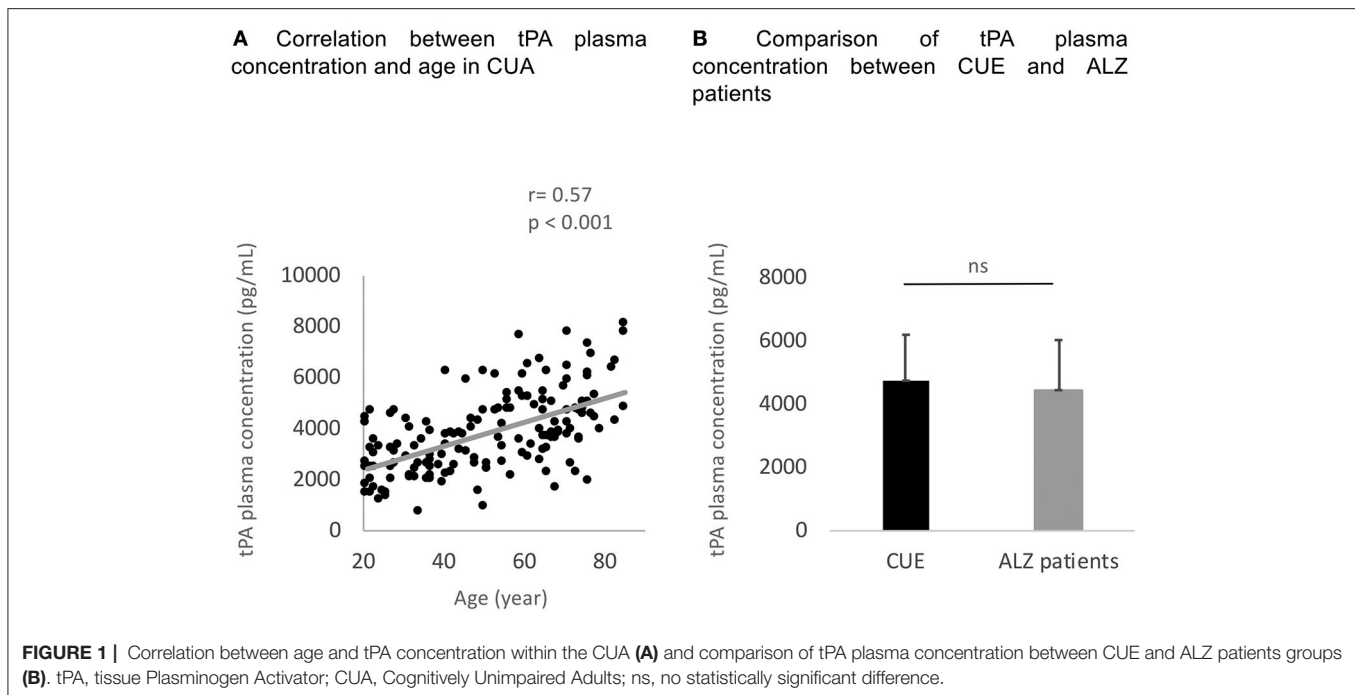 A Correlation between tPA plasma
concentration and age in CUA
r= 0.57
p < 0.001
tPA plasma concentration (pg/mL)
10000
8000
6000
4000
2000
0
20 40 60 80
Age (year)
B Comparison of tPA plasma
concentration between CUE and ALZ
patients
ns
tPA plasma concentration (pg/mL)
8000
6000
4000
2000
0
CUE ALZ patients
FIGURE 1 | Correlation between age and tPA concentration within the CUA (A) and comparison of tPA plasma concentration between CUE and ALZ patients groups
(B). tPA, tissue Plasminogen Activator; CUA, Cognitively Unimpaired Adults; ns, no statistically significant difference.